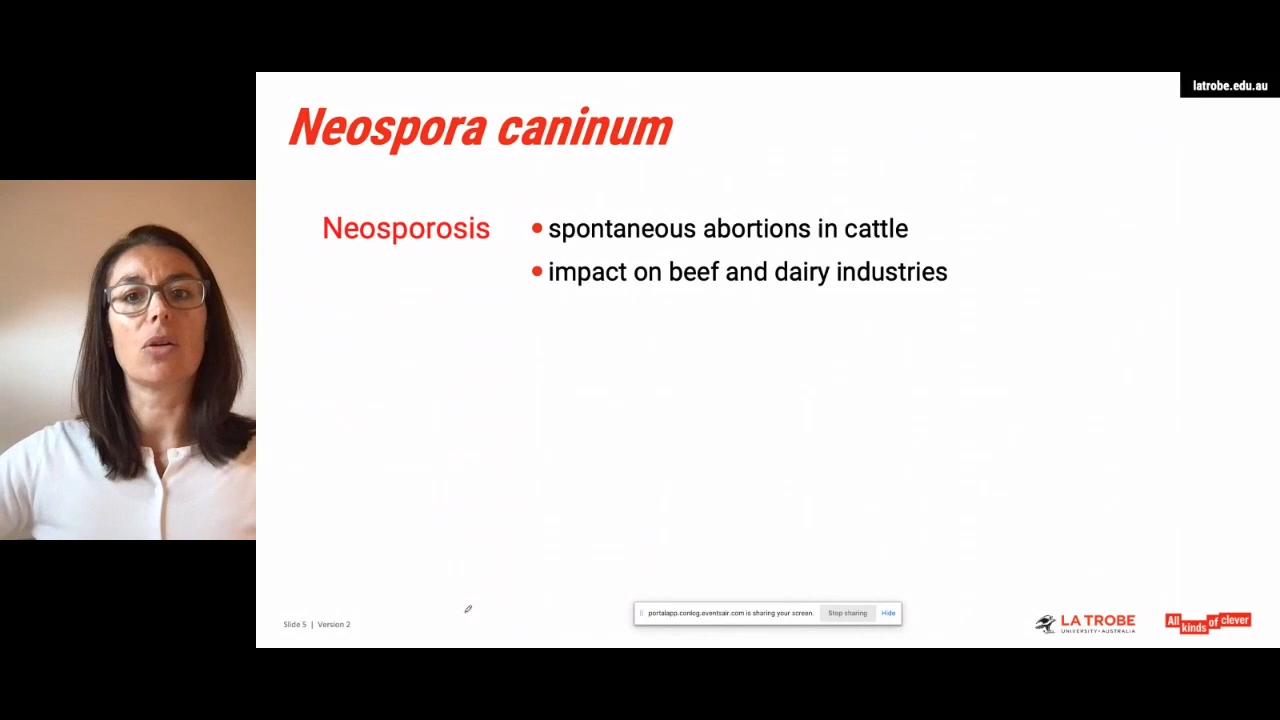 latrobe.edu.au
Neospora caninum
Neosporosis
• spontaneous abortions in cattle
• impact on beef and dairy industries
portalapp.conlog.eventsair.com is sharing your screen. Stop sharing Hide
Slide 5 | Version 2
LA TROBE
UNIVERSITY • AUSTRALIA
All kinds of clever